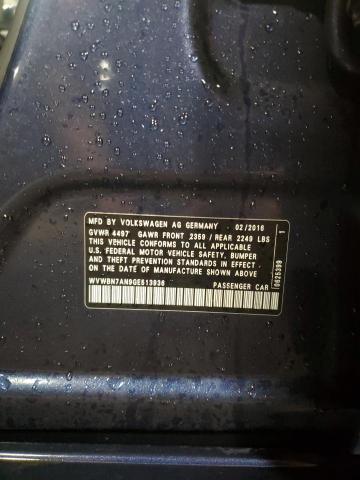 MFD BY VOLKSWAGEN AG GERMANY 02/2016
GVWR 4497 GAWR FRONT 2359 / REAR 2249 LBS
THIS VEHICLE CONFORMS TO ALL APPLICABLE
U.S. FEDERAL MOTOR VEHICLE SAFETY, BUMPER
AND THEFT PREVENTION STANDARDS IN EFFECT
ON THE DATE OF MANUFACTURE SHOWN ABOVE
WVWBN7AN9GE513936 PASSENGER CAR
0625399 1